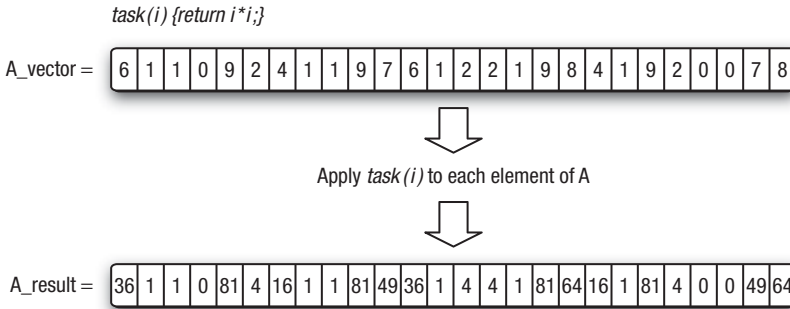 task(i) {return i*i;}
A_vector = 6 1 1 0 9 2 4 1 1 9 7 6 1 2 2 1 9 8 4 1 9 2 0 0 7 8
Apply task(i) to each element of A
A_result = 36 1 1 0 81 4 16 1 1 81 49 36 1 4 4 1 81 64 16 1 81 4 0 0 49 64